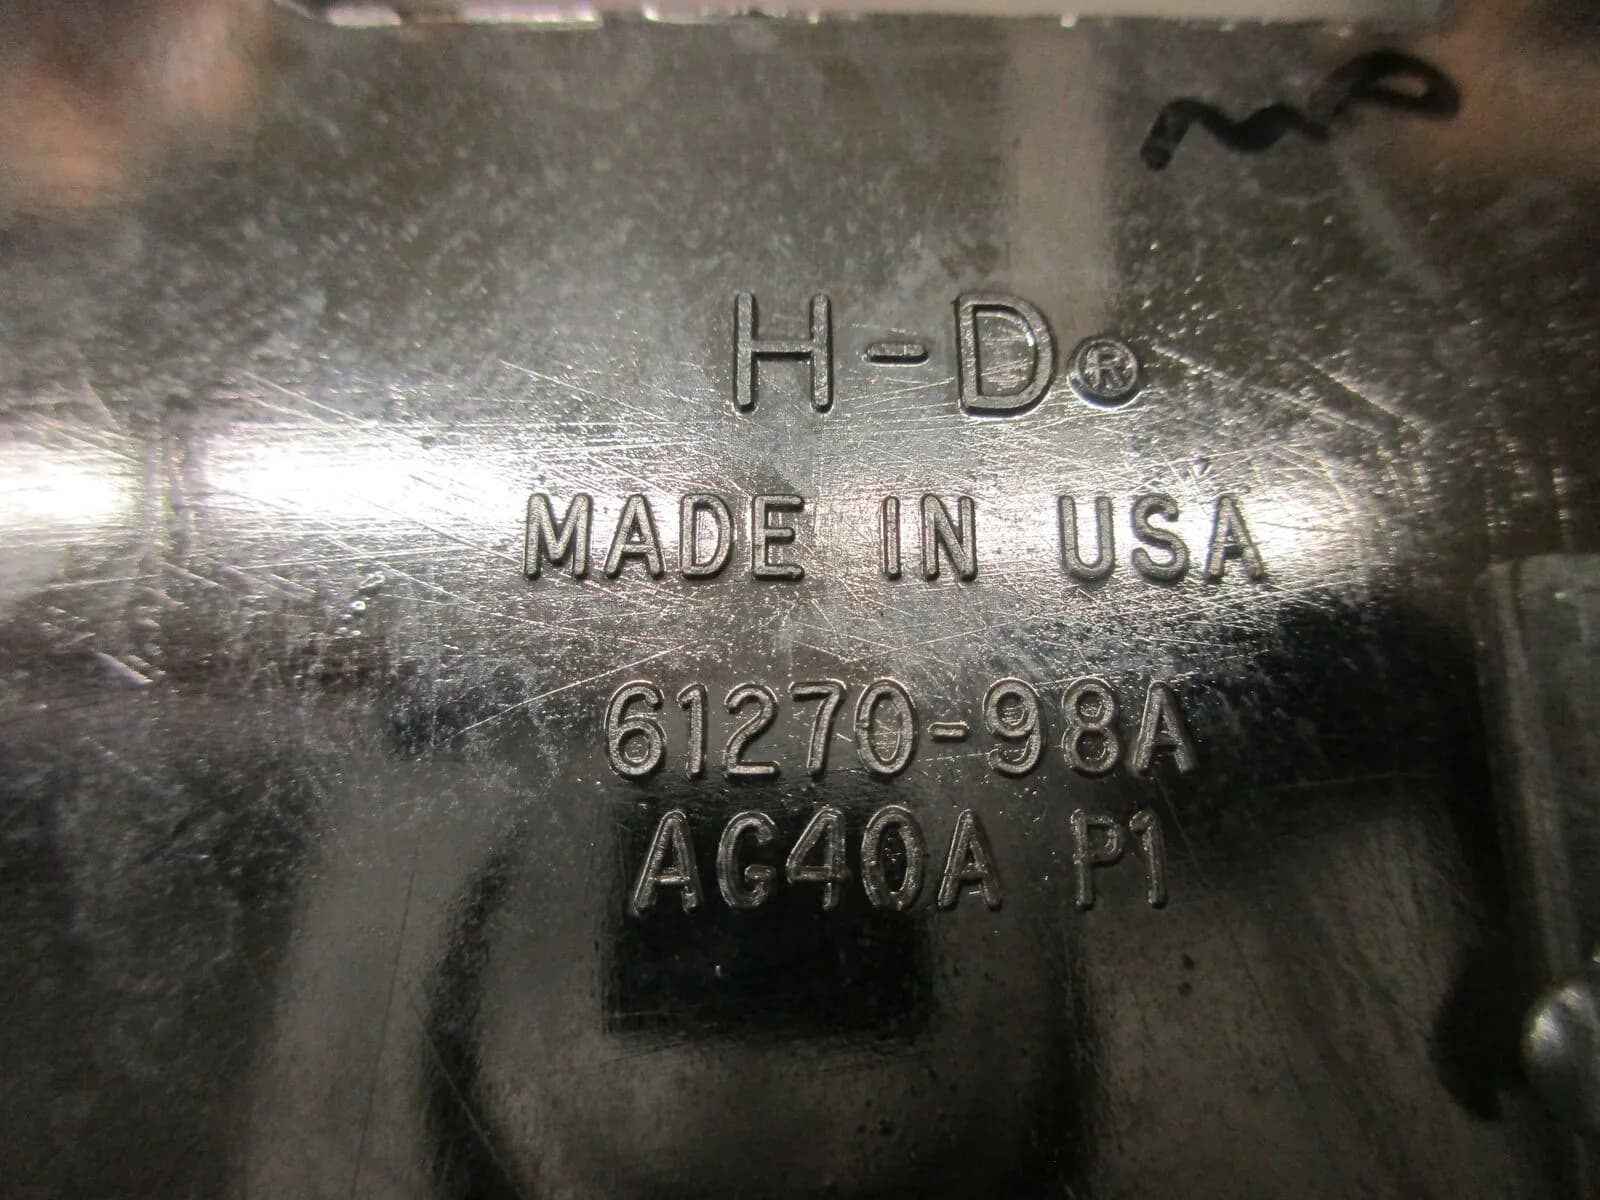 H-D®
MADE IN USA
61270-98A
AG40A P1